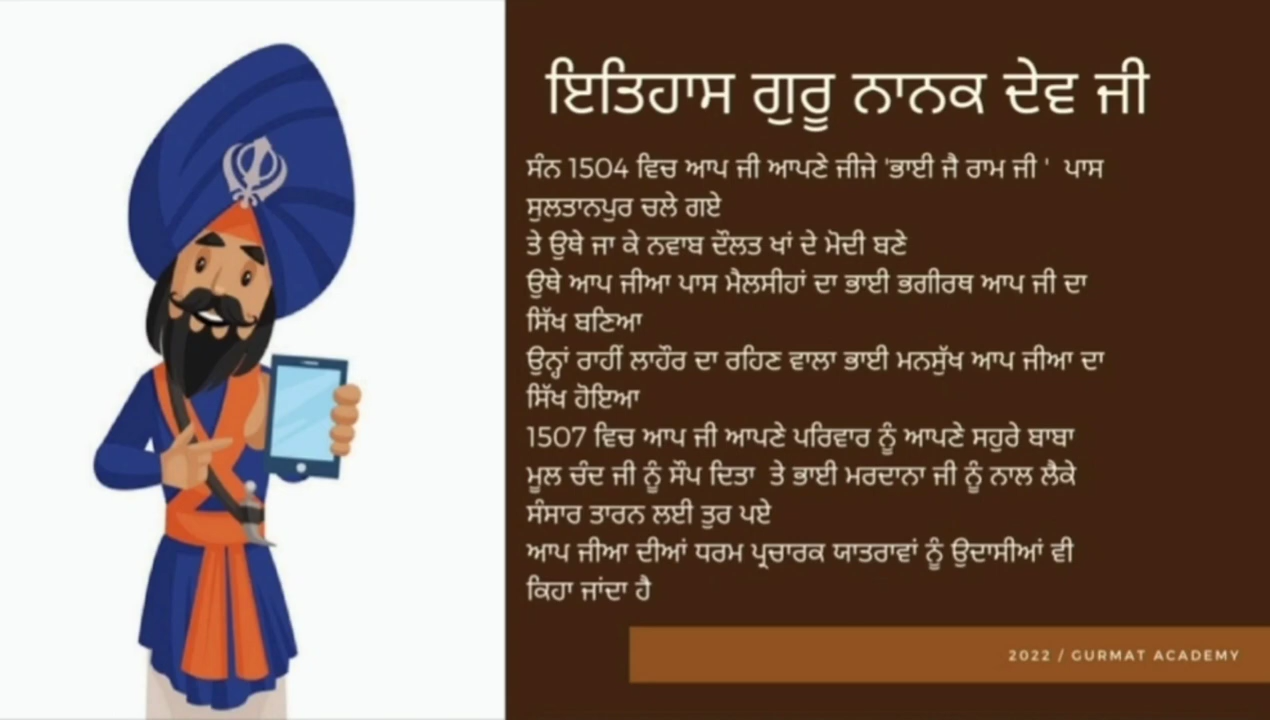 ਇਤਿਹਾਸ ਗੁਰੂ ਨਾਨਕ ਦੇਵ ਜੀ
ਸੰਨ 1504 ਵਿਚ ਆਪ ਜੀ ਆਪਣੇ ਜੀਜੇ 'ਭਾਈ ਜੈ ਰਾਮ ਜੀ ' ਪਾਸ
ਸੁਲਤਾਨਪੁਰ ਚਲੇ ਗਏ
ਤੇ ਉਥੇ ਜਾ ਕੇ ਨਵਾਬ ਦੌਲਤ ਖਾਂ ਦੇ ਮੋਦੀ ਬਣੇ
ਉਥੇ ਆਪ ਜੀਆ ਪਾਸ ਮੈਲਸੀਹਾਂ ਦਾ ਭਾਈ ਭਗੀਰਥ ਆਪ ਜੀ ਦਾ
ਸਿੱਖ ਬਣਿਆ
ਉਨ੍ਹਾਂ ਰਾਹੀਂ ਲਾਹੌਰ ਦਾ ਰਹਿਣ ਵਾਲਾ ਭਾਈ ਮਨਸੁੱਖ ਆਪ ਜੀਆ ਦਾ
ਸਿੱਖ ਹੋਇਆ
1507 ਵਿਚ ਆਪ ਜੀ ਆਪਣੇ ਪਰਿਵਾਰ ਨੂੰ ਆਪਣੇ ਸਹੁਰੇ ਬਾਬਾ
ਮੂਲ ਚੰਦ ਜੀ ਨੂੰ ਸੌਂਪ ਦਿਤਾ ਤੇ ਭਾਈ ਮਰਦਾਨਾ ਜੀ ਨੂੰ ਨਾਲ ਲੈਕੇ
ਸੰਸਾਰ ਤਾਰਨ ਲਈ ਤੁਰ ਪਏ
ਆਪ ਜੀਆ ਦੀਆਂ ਧਰਮ ਪ੍ਰਚਾਰਕ ਯਾਤਰਾਵਾਂ ਨੂੰ ਉਦਾਸੀਆਂ ਵੀ
ਕਿਹਾ ਜਾਂਦਾ ਹੈ
2022 / GURMAT ACADEMY